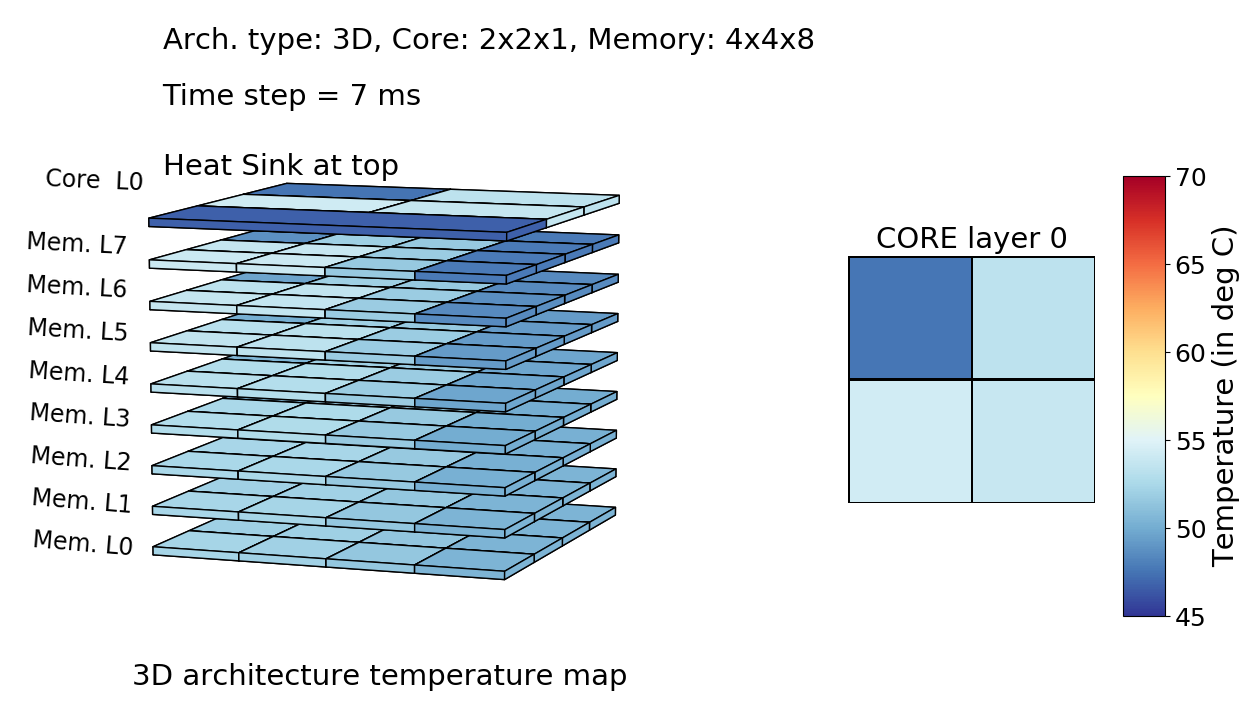 Arch. type: 3D, Core: 2x2x1, Memory: 4x4x8
Time step = 7 ms
Heat Sink at top
Core  L0
Mem. L7
Mem. L6
Mem. L5
Mem. L4
Mem. L3
Mem. L2
Mem. L1
Mem. L0
3D architecture temperature map
CORE layer 0
70
65
60
55
50
45
Temperature (in deg C)